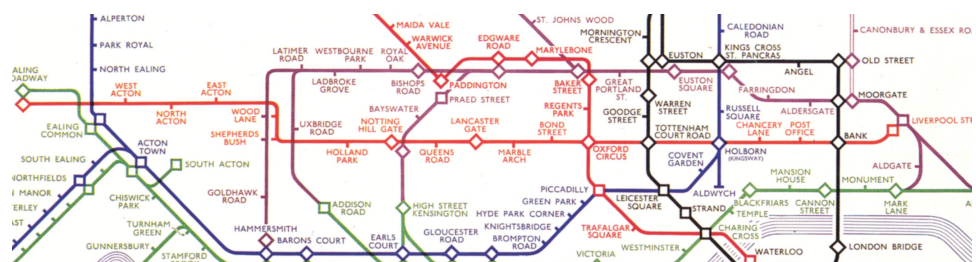 ALPERTON
PARK ROYAL
NORTH EALING
ALING
ROADWAY
WEST
ACTON
NORTH
ACTON
EAST
ACTON
EALING
COMMON
SOUTH EALING
NORTHFIELDS
N MANOR
ERLEY
AST
ACTON
TOWN
SOUTH ACTON
CHISWICK
PARK
TURNHAM
GREEN
GUNNERSBURY
STAMFORD
WOOD
LANE
SHEPHERDS
BUSH
GOLDHAWK
ROAD
HAMMERSMITH
BARONS COURT
LATIMER
ROAD
WESTBOURNE
PARK
ROYAL
OAK
LADBROKE
GROVE
BISHOPS
ROAD
UXBRIDGE
ROAD
ADDISON
ROAD
HOLLAND
PARK
NOTTING
HILL GATE
BAYSWATER
QUEENS
ROAD
LANCASTER
GATE
HIGH STREET
KENSINGTON
EARLS
COURT
GLOUCESTER
ROAD
MAIDA VALE
WARWICK
AVENUE
PADDINGTON
PRAED STREET
EDGWARE
ROAD
MARYLEBONE
ST. JOHNS WOOD
BAKER
STREET
REGENTS
PARK
BOND
STREET
MARBLE
ARCH
OXFORD
CIRCUS
PICCADILLY
GREEN PARK
HYDE PARK CORNER
KNIGHTSBRIDGE
BROMPTON
ROAD
TRAFALGAR
SQUARE
VICTORIA
WESTMINSTER
MORNINGTON
CRESCENT
EUSTON
GREAT
PORTLAND
ST.
EUSTON
SQUARE
WARREN
STREET
GOODGE
STREET
TOTTENHAM
COURT ROAD
COVENT
GARDEN
LEICESTER
SQUARE
STRAND
CHARING
CROSS
WATERLOO
CALEDONIAN
ROAD
KINGS CROSS
ST. PANCRAS
RUSSELL
SQUARE
HOLBORN
(KINGSWAY)
ALDWYCH
TEMPLE
BLACKFRIARS
ANGEL
FARRINGDON
ALDERSGATE
CHANCERY
LANE
POST
OFFICE
MANSION
HOUSE
CANNON
STREET
MONUMENT
MARK
LANE
CANONBURY & ESSEX RO
OLD STREET
MOORGATE
LIVERPOOL ST
BANK
ALDGATE
LONDON BRIDGE
A